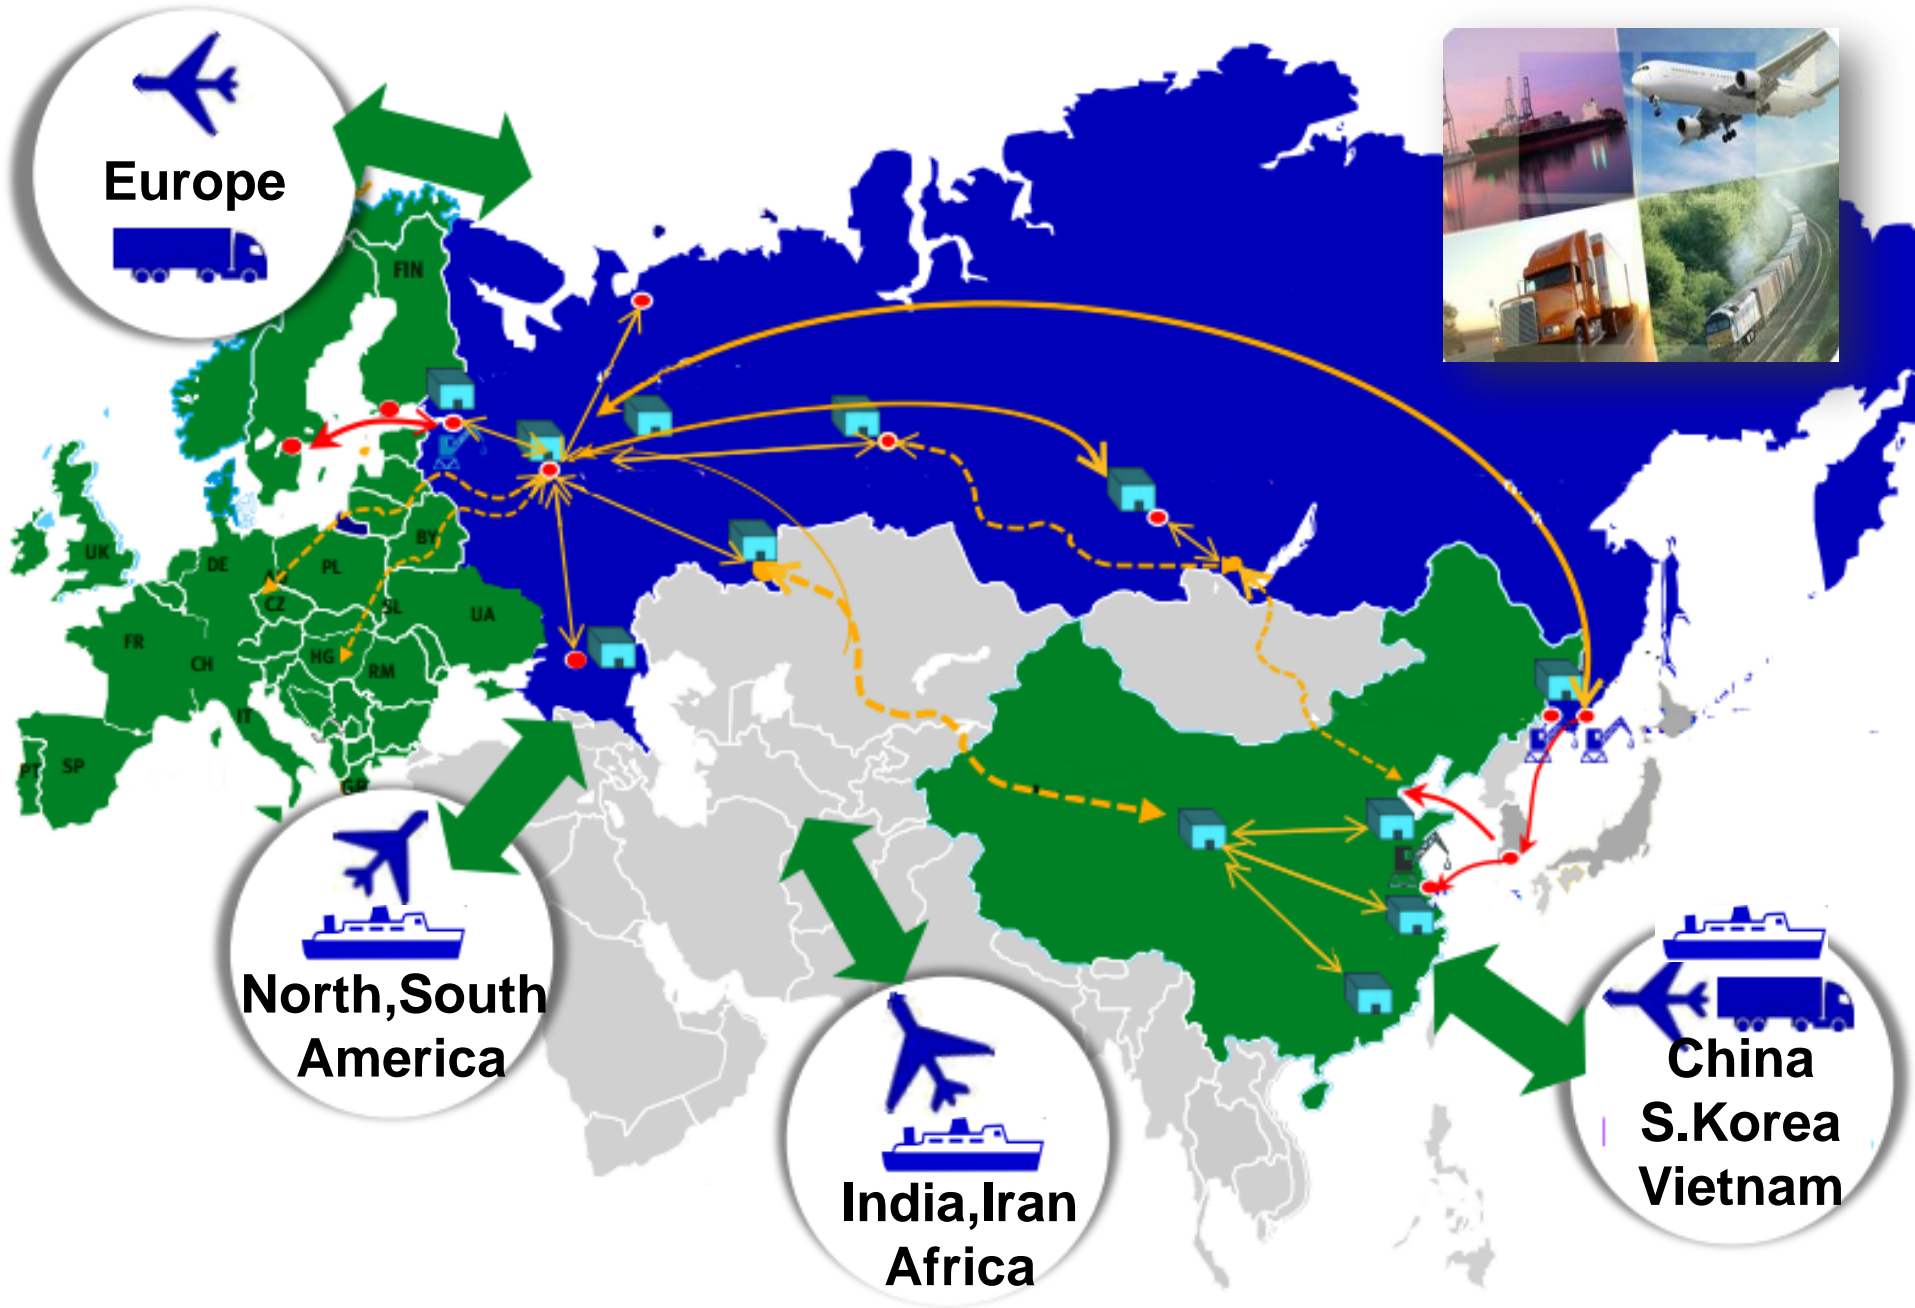 Europe
FIN
UK
DE
PL
BY
CZ
SL
UA
FR
CH
HG
RM
IT
PT
SP
GR
North,South
America
India,Iran
Africa
China
S.Korea
Vietnam